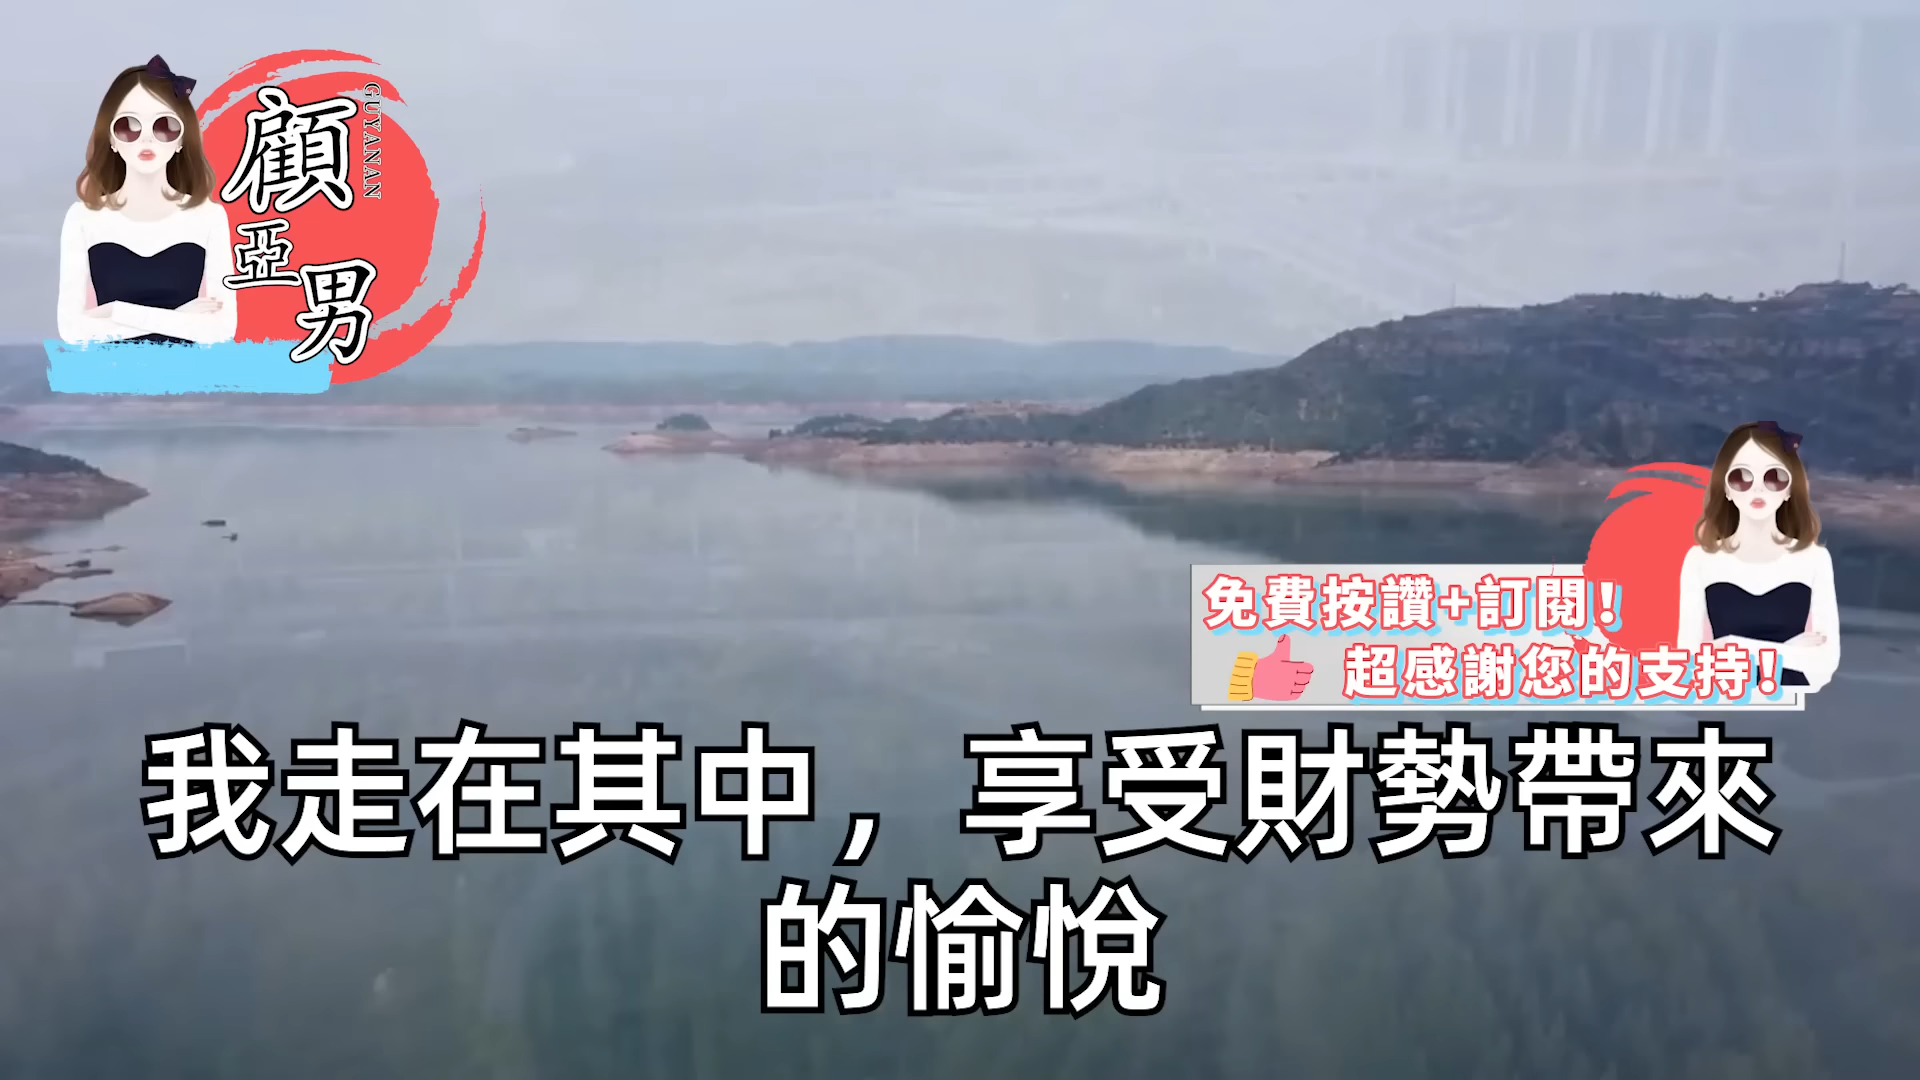 顧亞男
GUYANAN
免費按讚+訂閱！
超感謝您的支持！
我走在其中，享受財勢帶來
的愉悅